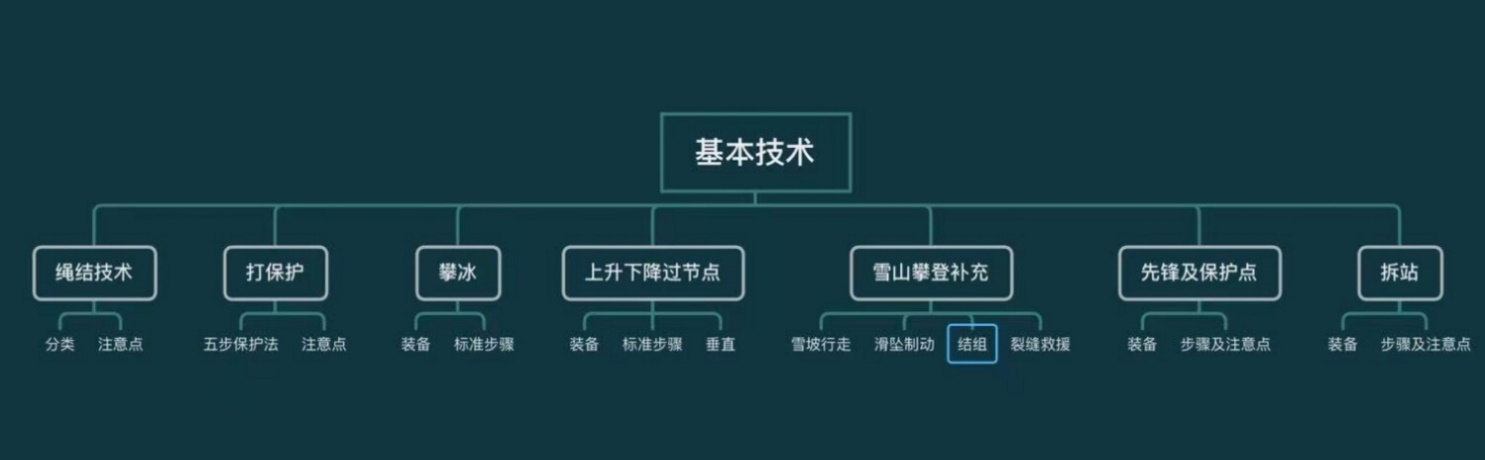 基本技术
绳结技术
打保护
攀冰
上升下降过节点
雪山攀登补充
先锋及保护点
拆站
分类
注意点
五步保护法
注意点
装备
标准步骤
装备
标准步骤
垂直
雪坡行走
滑坠制动
结组
裂缝救援
装备
步骤及注意点
装备
步骤及注意点